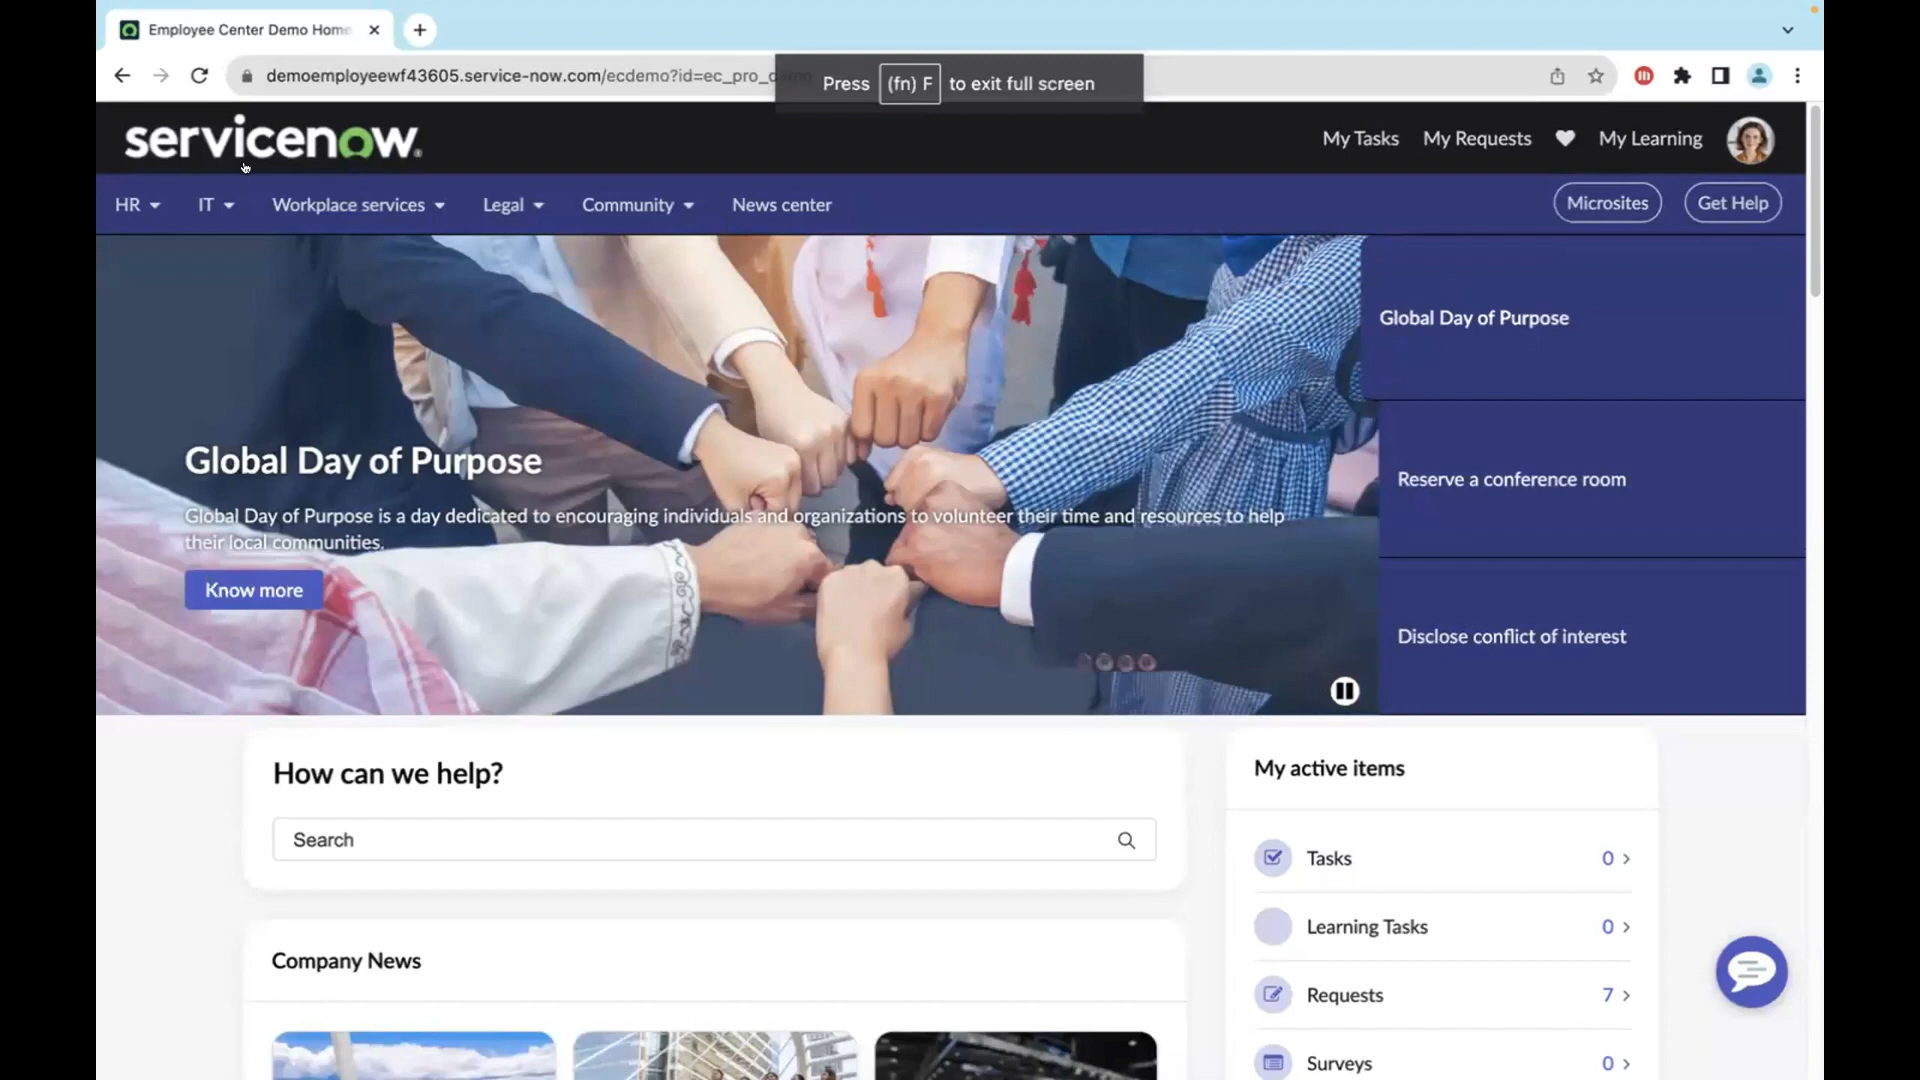 Employee Center Demo Home
demoemployeewf43605.service-now.com/ecdemo?id=ec_pro_
Press (fn) F to exit full screen
servicenow
My Tasks
My Requests
My Learning
HR
IT
Workplace services
Legal
Community
News center
Microsites
Get Help
Global Day of Purpose
Global Day of Purpose is a day dedicated to encouraging individuals and organizations to volunteer their time and resources to help
their local communities.
Know more
Global Day of Purpose
Reserve a conference room
Disclose conflict of interest
How can we help?
Search
Company News
My active items
Tasks 0
Learning Tasks 0
Requests 7
Surveys 0